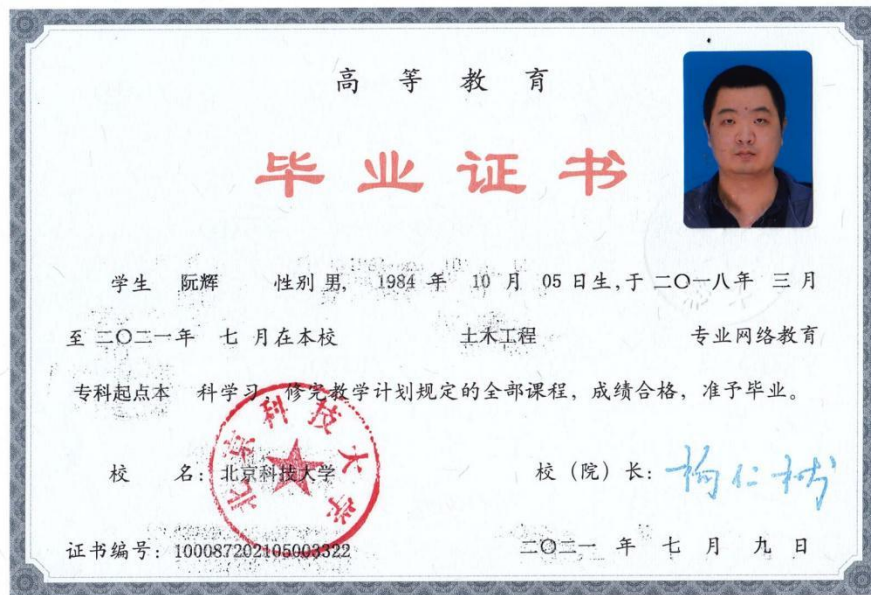 高等教育
毕业证书
学生 阮辉 性别 男, 1984 年 10 月 05 日生,于 二〇一八年 三 月
至 二〇二一年 七 月在本校 土木工程 专业网络教育
专科起点本 科学习,修完教学计划规定的全部课程,成绩合格,准予毕业。
校 名:北京科技大学 校(院)长:杨仁树
北京科技大学
证书编号:100087202105003322 二〇二一 年 七 月 九 日